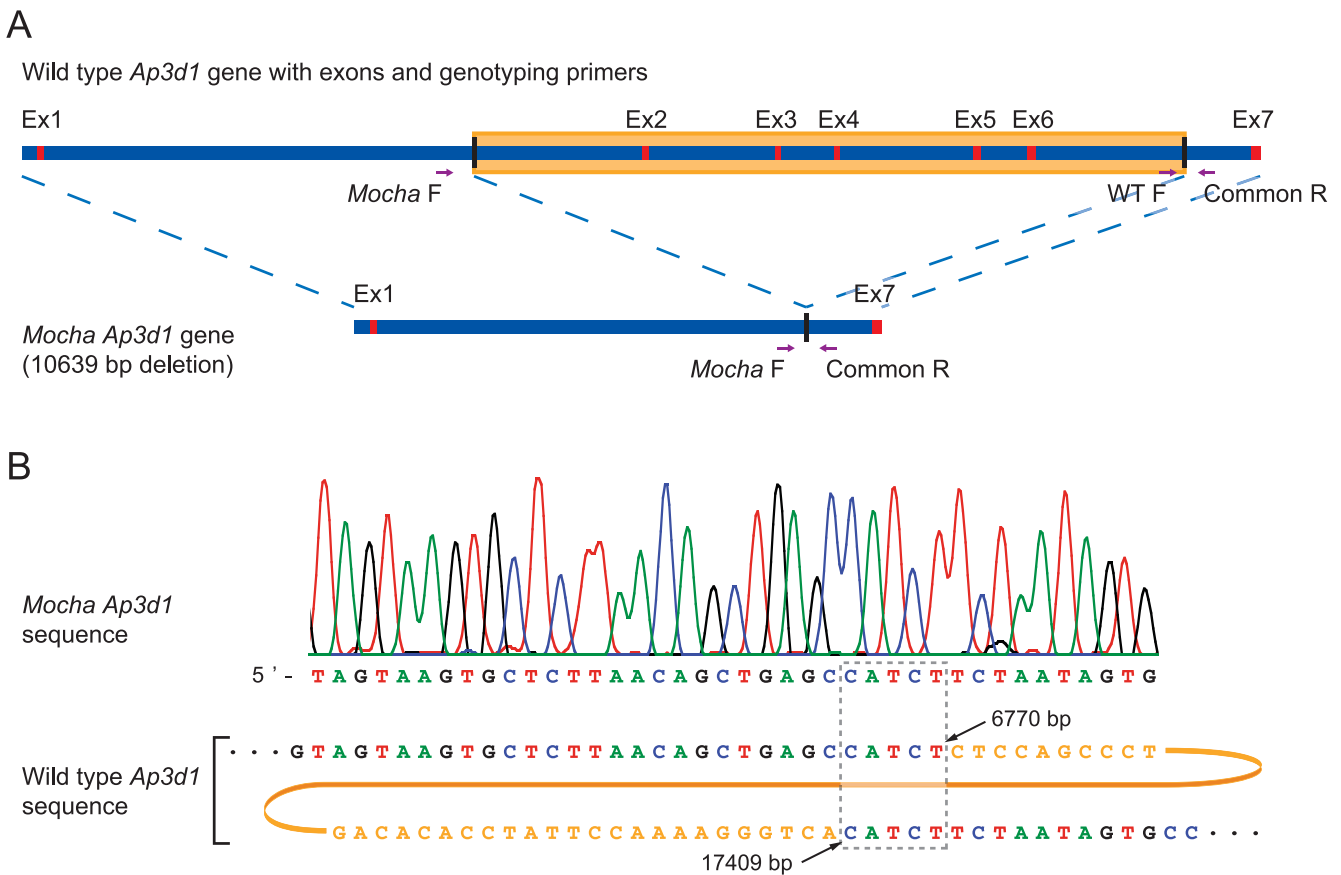 A
Wild type Ap3d1 gene with exons and genotyping primers
Ex1 Ex2 Ex3 Ex4 Ex5 Ex6 Ex7
Mocha F WT F Common R
Ex1 Ex7
Mocha Ap3d1 gene
(10639 bp deletion)
Mocha F Common R
B
Mocha Ap3d1
sequence
5 ' - TAGTAAGTGCTCTTAACAGCTGAGCCATCTTCTAATAGTG
6770 bp
Wild type Ap3d1
sequence
· · · GTAGTAAGTGCTCTTAACAGCTGAGCCATCTCTCCAGCCCT
GACACACCTATTCCAAAAGGGTCACATCTTCTAATAGTGCC · · ·
17409 bp